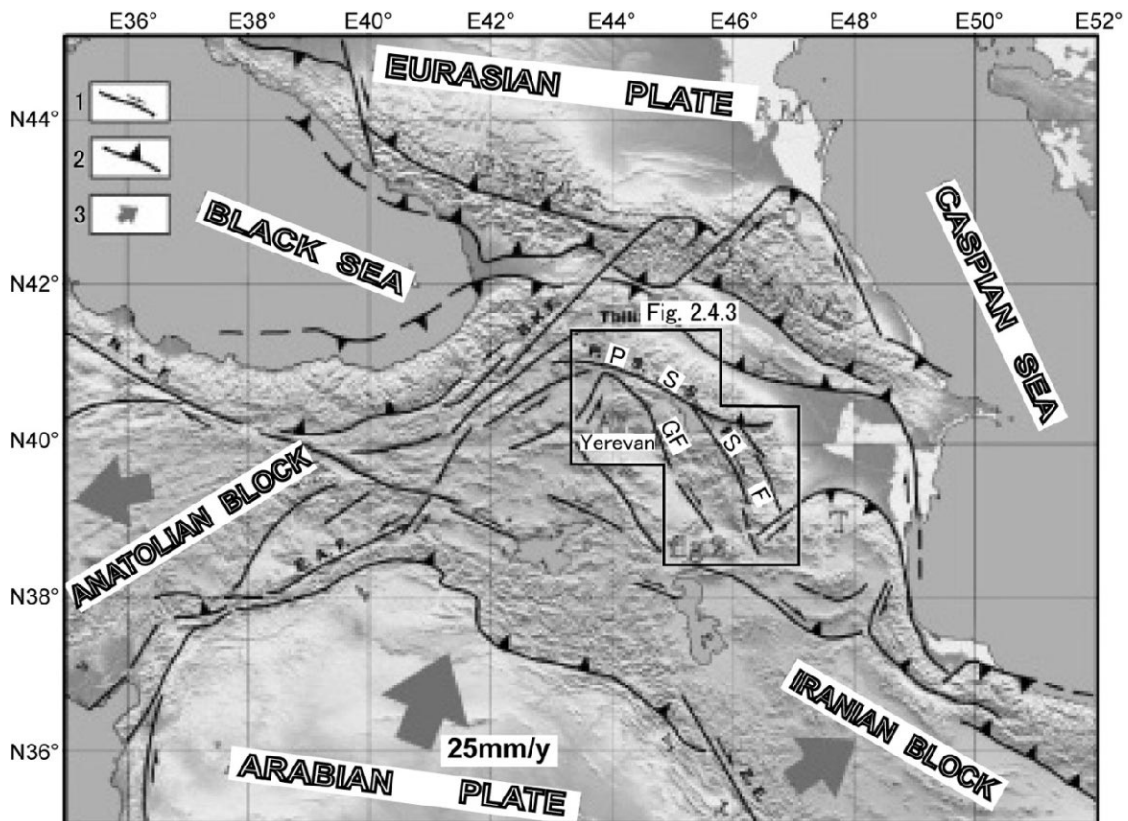 E36° E38° E40° E42° E44° E46° E48° E50° E52°
EURASIAN PLATE
1
N44°
2
3
BLACK SEA
CASPIAN SEA
N42°
Fig. 2.4.3
P S S F
N A F
N40°
GF
Yerevan
ANATOLIAN BLOCK
E A F
N38°
IRANIAN BLOCK
25mm/y
N36°
ARABIAN PLATE